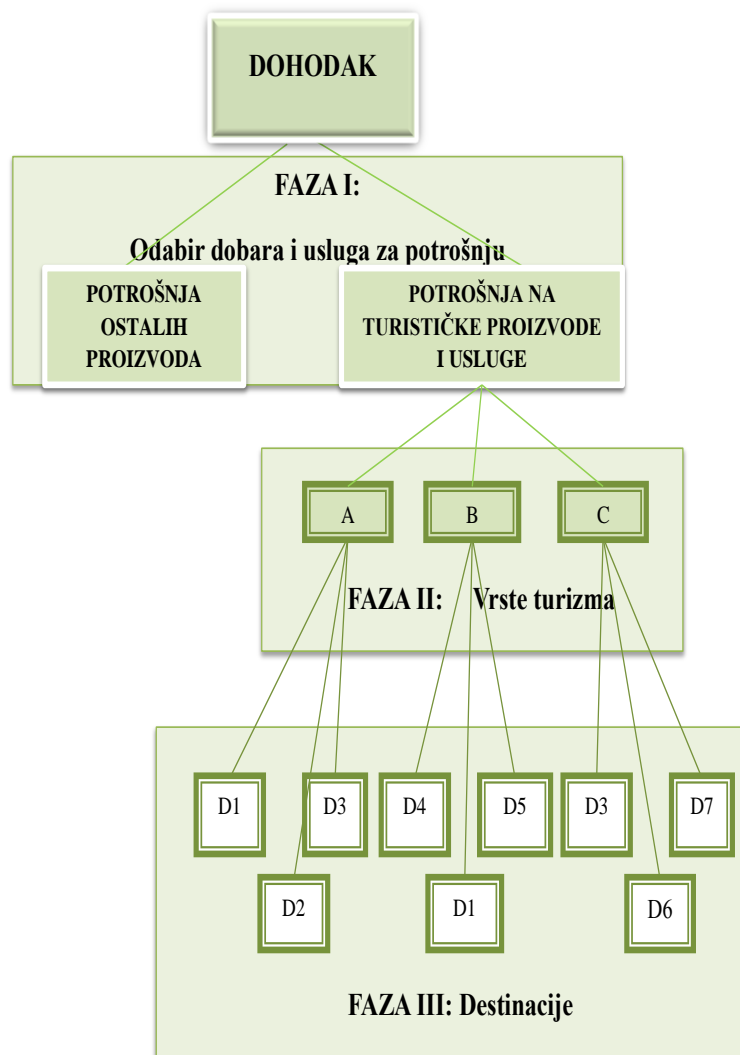 DOHODAK
FAZA I:
Odabir dobara i usluga za potrošnju
POTROŠNJA
OSTALIH
PROIZVODA
POTROŠNJA NA
TURISTIČKE PROIZVODE
I USLUGE
A
B
C
FAZA II: Vrste turizma
D1
D3
D4
D5
D3
D7
D2
D1
D6
FAZA III: Destinacije